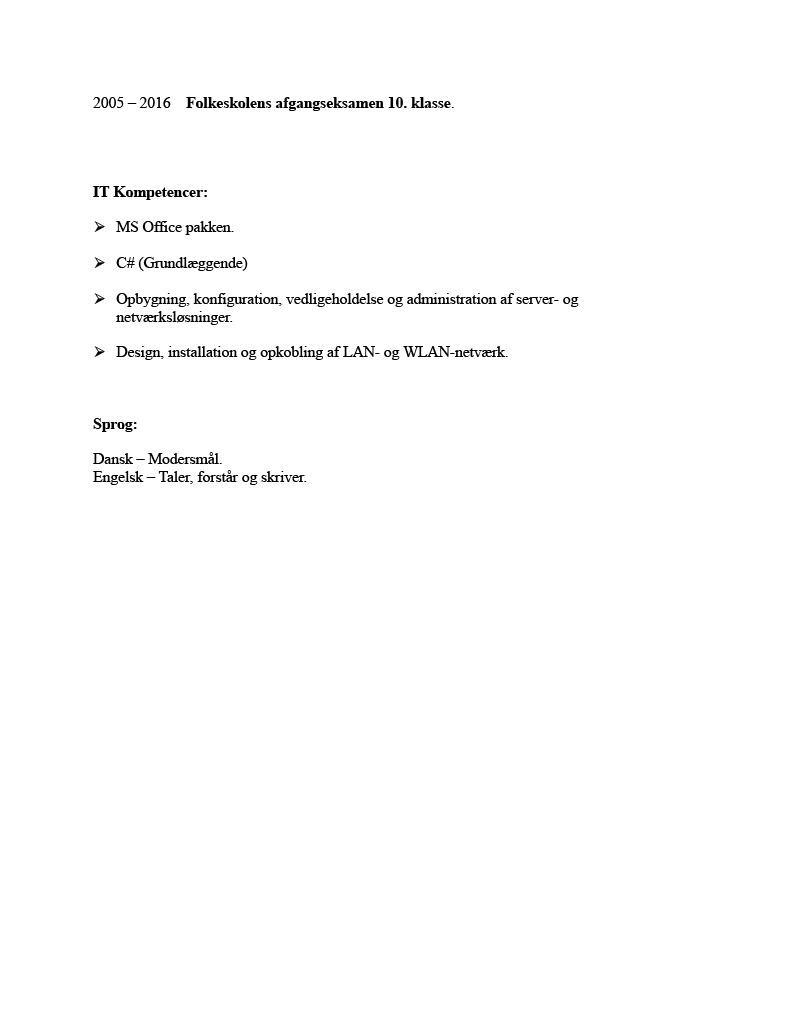 2005 – 2016 Folkeskolens afgangseksamen 10. klasse.
IT Kompetencer:
➢ MS Office pakken.
➢ C# (Grundlæggende)
➢ Opbygning, konfiguration, vedligeholdelse og administration af server- og
netværksløsninger.
➢ Design, installation og opkobling af LAN- og WLAN-netværk.
Sprog:
Dansk – Modersmål.
Engelsk – Taler, forstår og skriver.